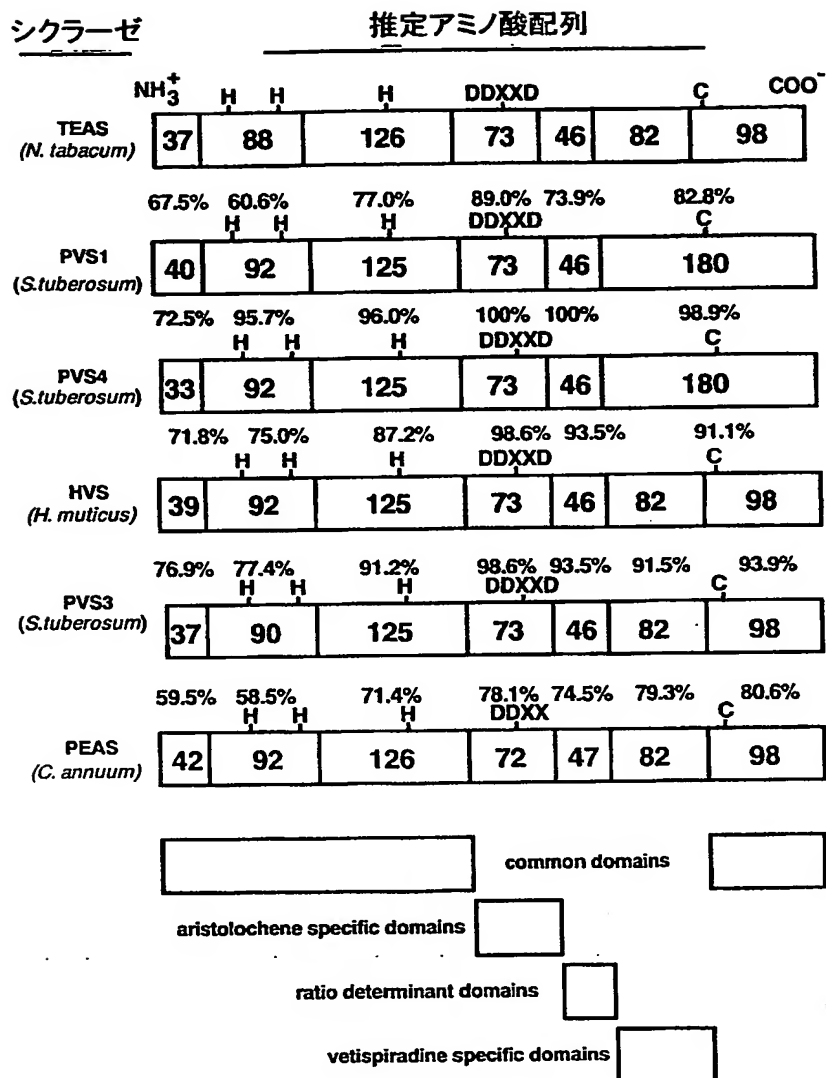 シクラーゼ 推定アミノ酸配列
NH3+ H H H DDXXD C COO-
TEAS 37 88 126 73 46 82 98
(N. tabacum)
67.5% 60.6% 77.0% 89.0% 73.9% 82.8%
H H H DDXXD C
PVS1 40 92 125 73 46 180
(S.tuberosum)
72.5% 95.7% 96.0% 100% 100% 98.9%
H H H DDXXD C
PVS4 33 92 125 73 46 180
(S.tuberosum)
71.8% 75.0% 87.2% 98.6% 93.5% 91.1%
H H H DDXXD C
HVS 39 92 125 73 46 82 98
(H. muticus)
76.9% 77.4% 91.2% 98.6% 93.5% 91.5% 93.9%
H H H DDXXD C
PVS3 37 90 125 73 46 82 98
(S.tuberosum)
59.5% 58.5% 71.4% 78.1% 74.5% 79.3% 80.6%
H H H DDXX C
PEAS 42 92 126 72 47 82 98
(C. annuum)
common domains
aristolochene specific domains
ratio determinant domains
vetispiradine specific domains